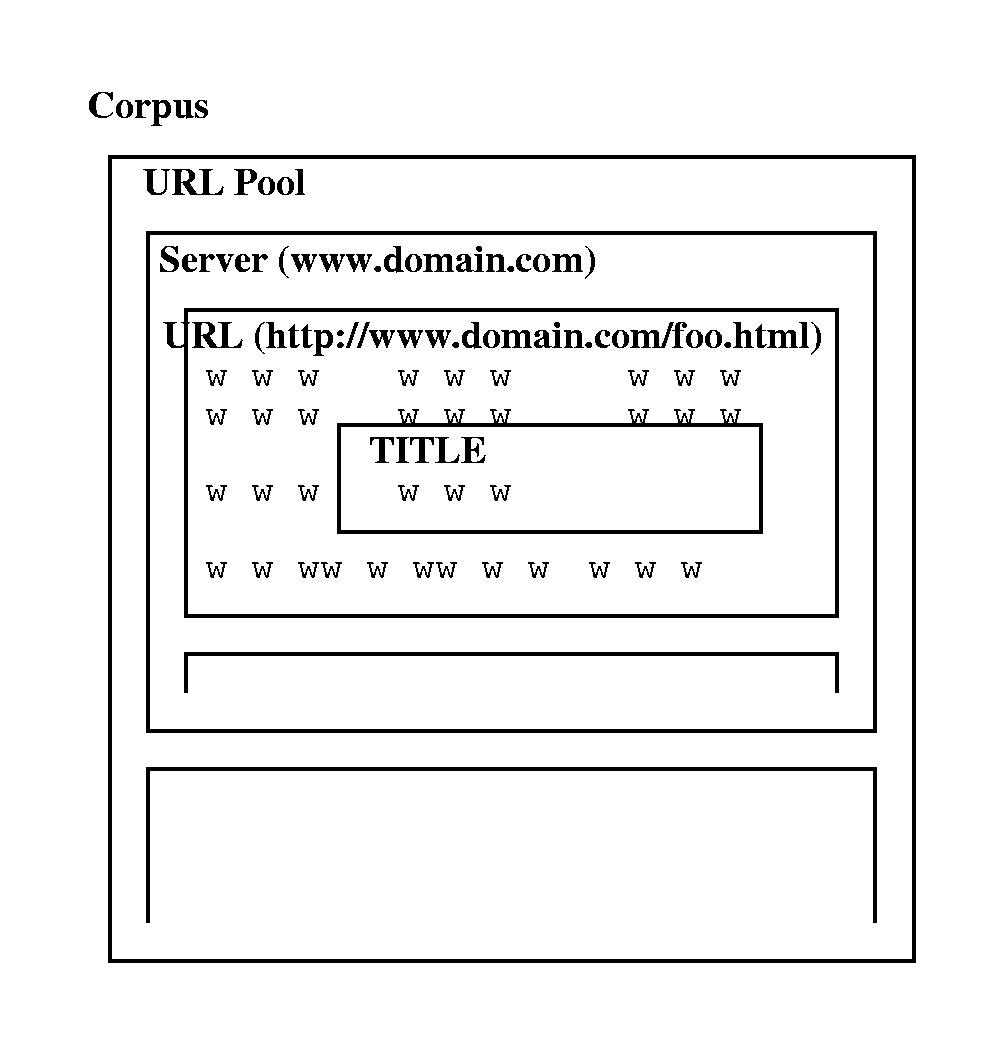 Corpus
URL Pool
Server (www.domain.com)
URL (http://www.domain.com/foo.html)
w w w w w w w w w
w w w w w w w w w
TITLE
w w w w w w
w w ww w ww w w w w w